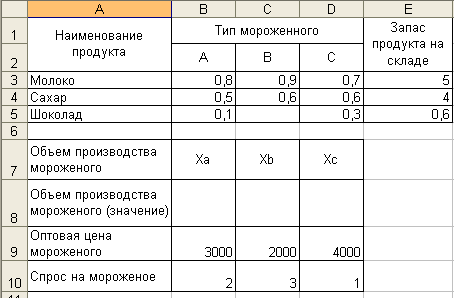 A B C D E
1 Наименование продукта Тип мороженного Запас продукта на складе
2 A B C
3 Молоко 0,8 0,9 0,7 5
4 Сахар 0,5 0,6 0,6 4
5 Шоколад 0,1 0,3 0,6
6
7 Объем производства мороженого Xa Xb Xc
8 Объем производства мороженого (значение)
9 Оптовая цена мороженого 3000 2000 4000
10 Спрос на мороженое 2 3 1